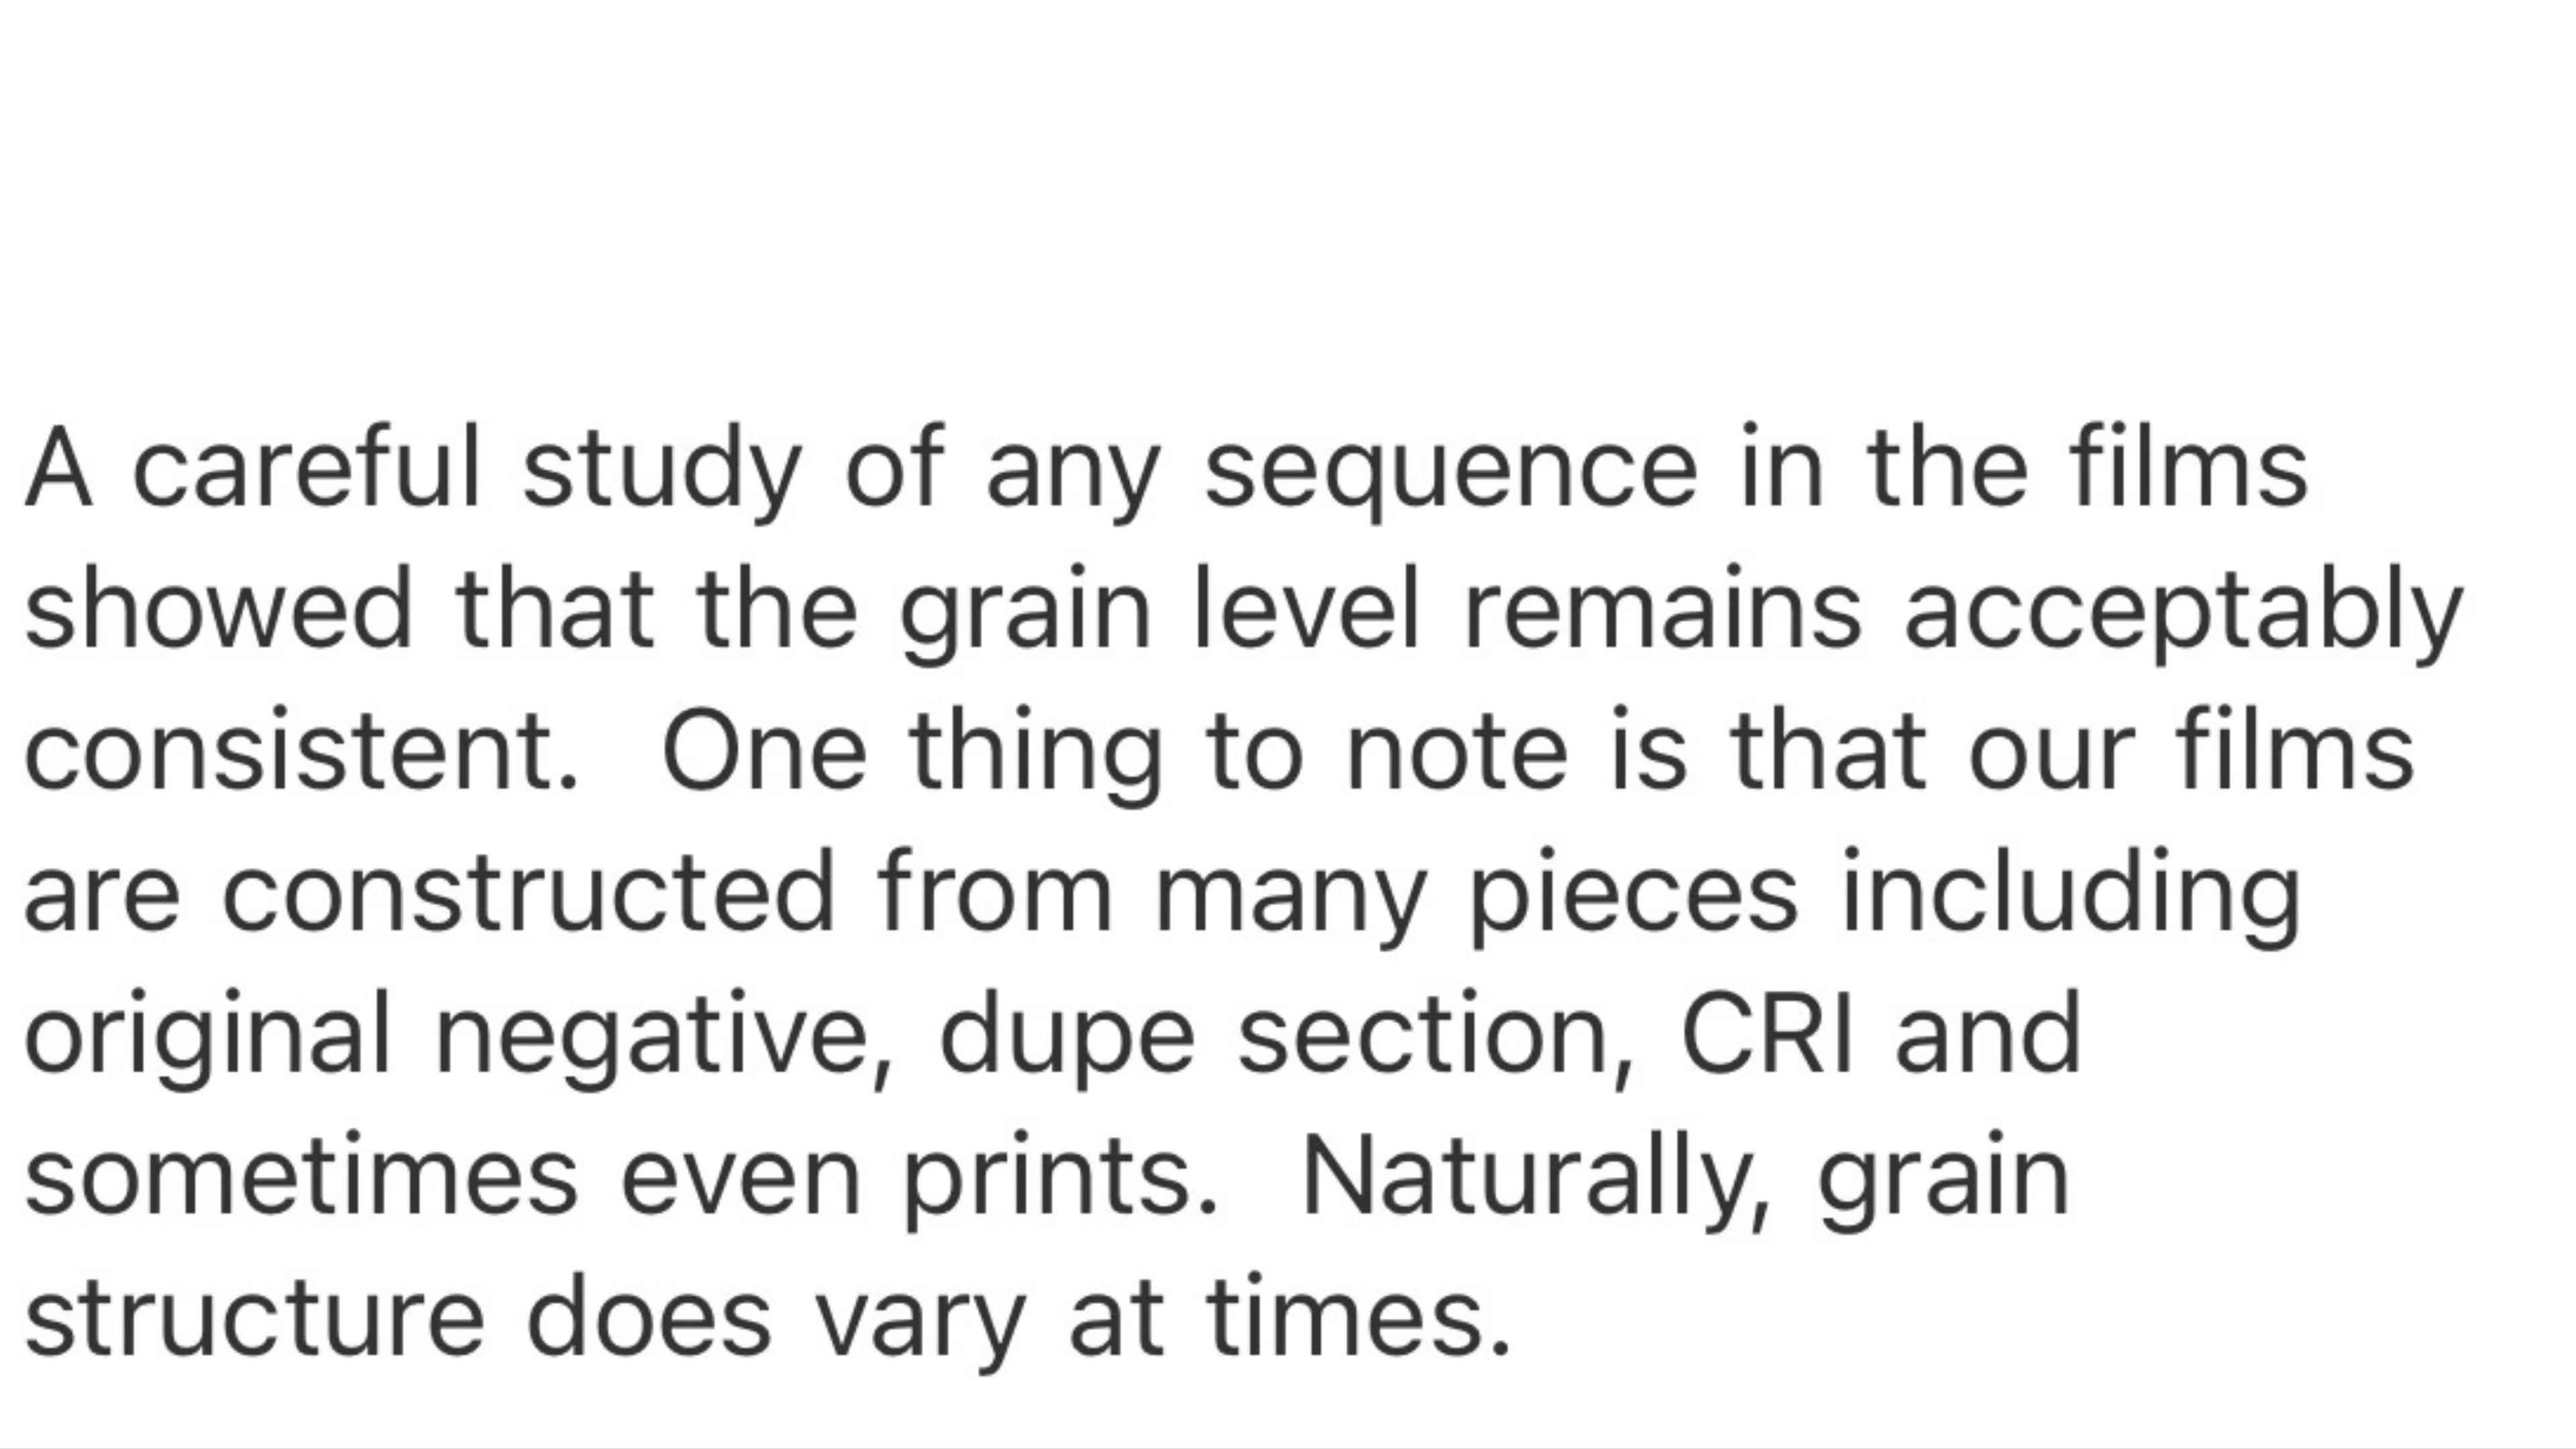 A careful study of any sequence in the films
showed that the grain level remains acceptably
consistent.  One thing to note is that our films
are constructed from many pieces including
original negative, dupe section, CRI and
sometimes even prints.  Naturally, grain
structure does vary at times.